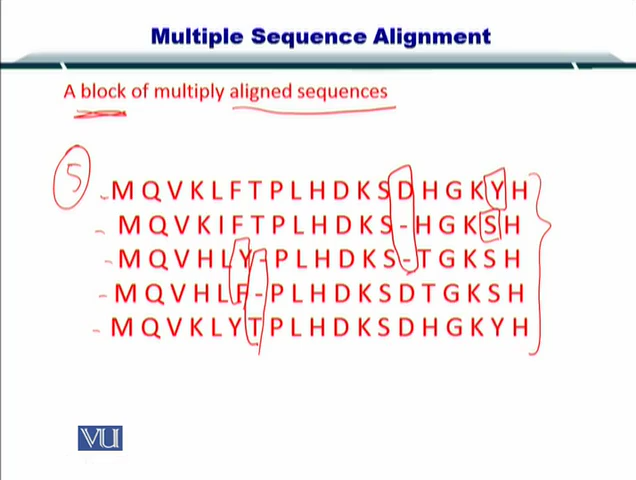 Multiple Sequence Alignment
A block of multiply aligned sequences
5
M Q V K L F T P L H D K S D H G K Y H
M Q V K I F T P L H D K S - H G K S H
M Q V H L Y - P L H D K S - T G K S H
M Q V H L F - P L H D K S D T G K S H
M Q V K L Y T P L H D K S D H G K Y H
VU